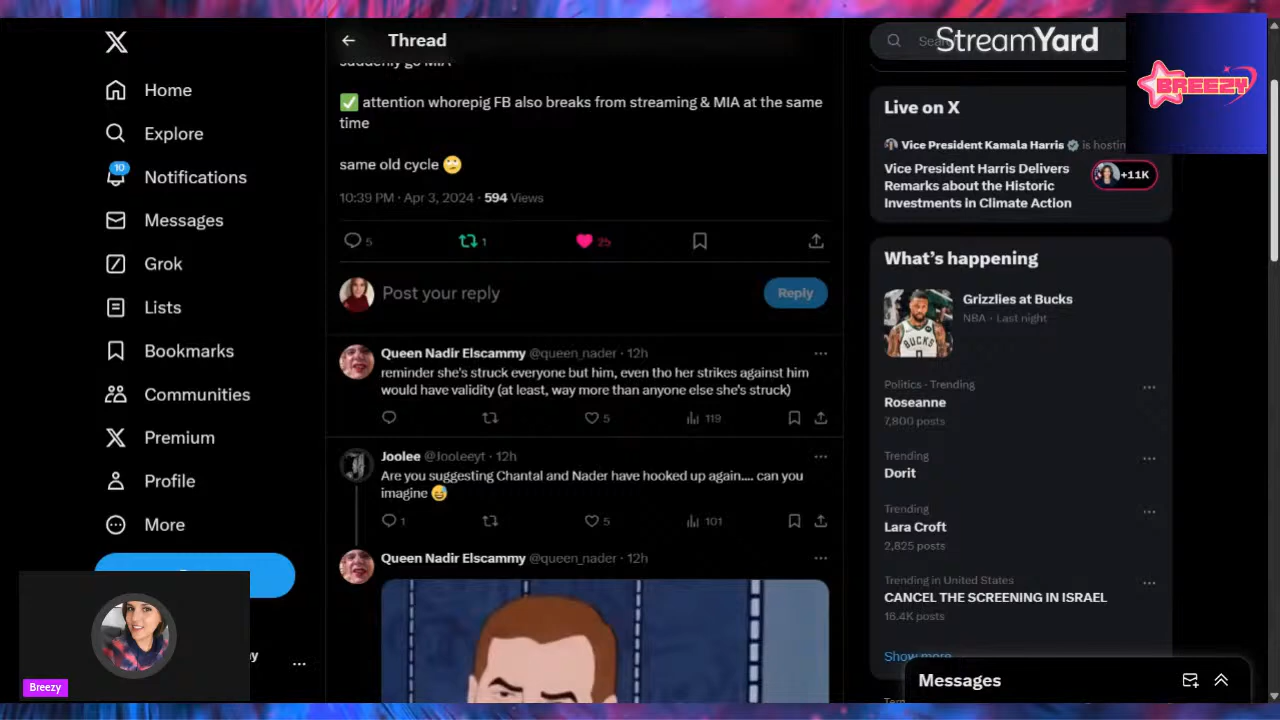 StreamYard
BREEZY
Home
Explore
10
Notifications
Messages
Grok
Lists
Bookmarks
Communities
Premium
Profile
More
Breezy
Thread
suddenly go MIA
✅ attention whorepig FB also breaks from streaming & MIA at the same
time
same old cycle 🙄
10:39 PM · Apr 3, 2024 · 594 Views
5
1
25
Post your reply
Reply
Queen Nadir Elscammy @queen_nader · 12h
reminder she's struck everyone but him, even tho her strikes against him
would have validity (at least, way more than anyone else she's struck)
5
119
Joolee @Jooleeyt · 12h
Are you suggesting Chantal and Nader have hooked up again.... can you
imagine 😅
1
5
101
Queen Nadir Elscammy @queen_nader · 12h
Live on X
Vice President Kamala Harris is hostin
Vice President Harris Delivers
Remarks about the Historic
Investments in Climate Action
+11K
What's happening
Grizzlies at Bucks
NBA · Last night
BUCKS
Politics · Trending
Roseanne
7,800 posts
Trending
Dorit
Trending
Lara Croft
2,825 posts
Trending in United States
CANCEL THE SCREENING IN ISRAEL
16.4K posts
Show more
Messages